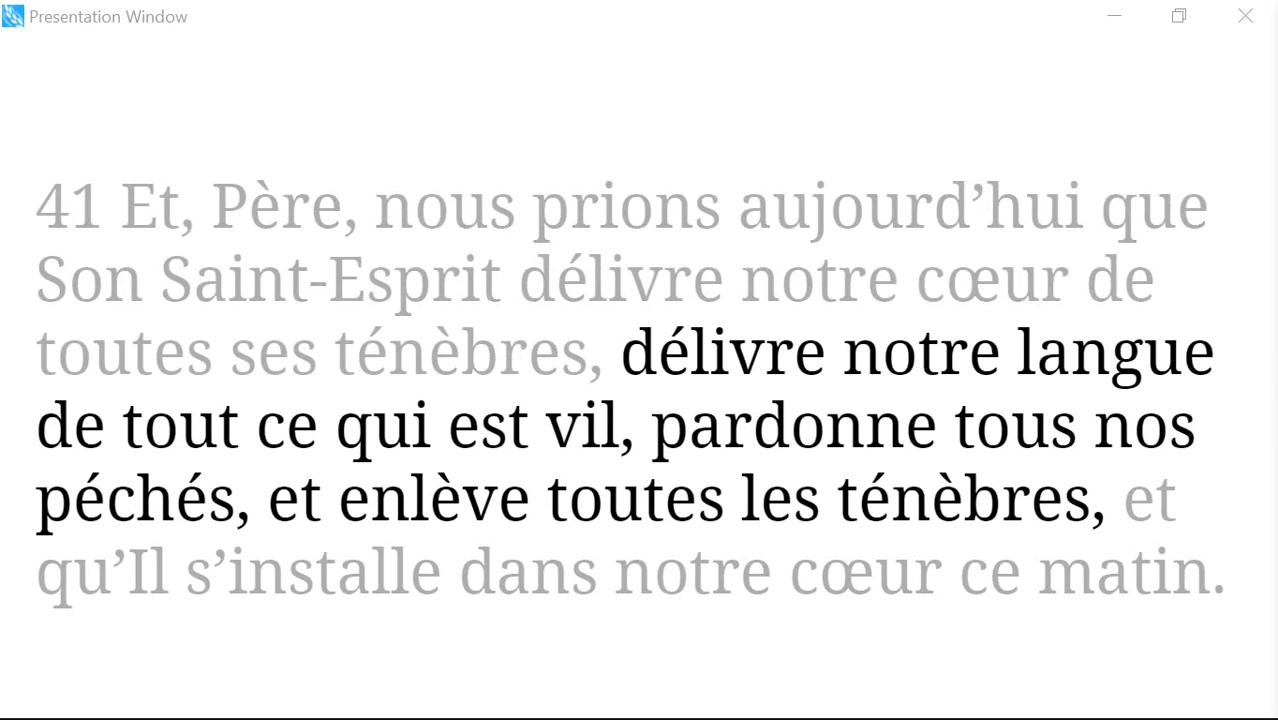 Presentation Window
41 Et, Père, nous prions aujourd’hui que
Son Saint-Esprit délivre notre cœur de
toutes ses ténèbres, délivre notre langue
de tout ce qui est vil, pardonne tous nos
péchés, et enlève toutes les ténèbres, et
qu’Il s’installe dans notre cœur ce matin.